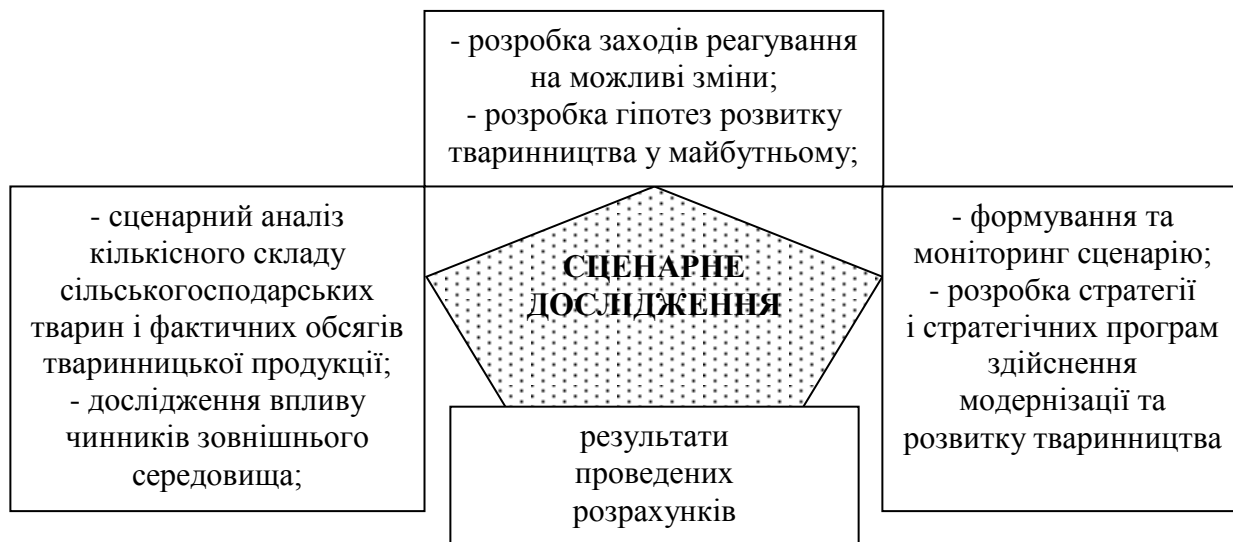 - розробка заходів реагування
на можливі зміни;
- розробка гіпотез розвитку
тваринництва у майбутньому;
- сценарний аналіз
кількісного складу
сільськогосподарських
тварин і фактичних обсягів
тваринницької продукції;
- дослідження впливу
чинників зовнішнього
середовища;
СЦЕНАРНЕ
ДОСЛІДЖЕННЯ
- формування та
моніторинг сценарію;
- розробка стратегії
і стратегічних програм
здійснення
модернізації та
розвитку тваринництва
результати
проведених
розрахунків